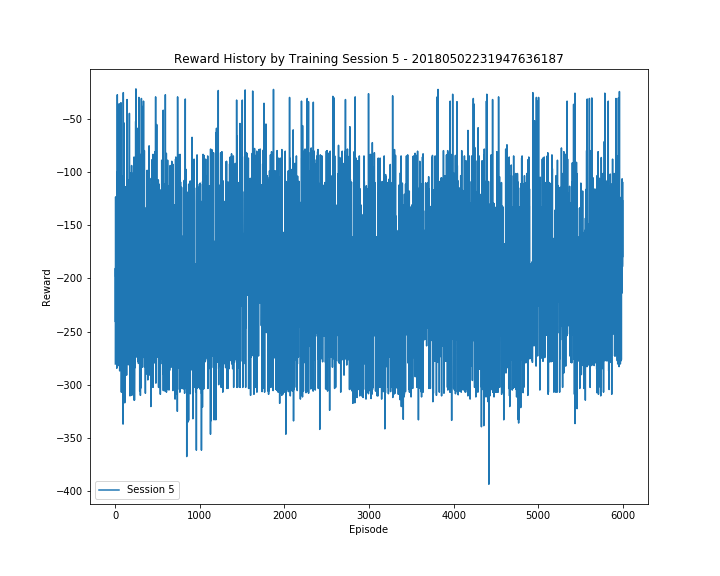 Reward History by Training Session 5 - 20180502231947636187
−50
−100
−150
−200
−250
−300
−350
−400
Reward
Session 5
0 1000 2000 3000 4000 5000 6000
Episode